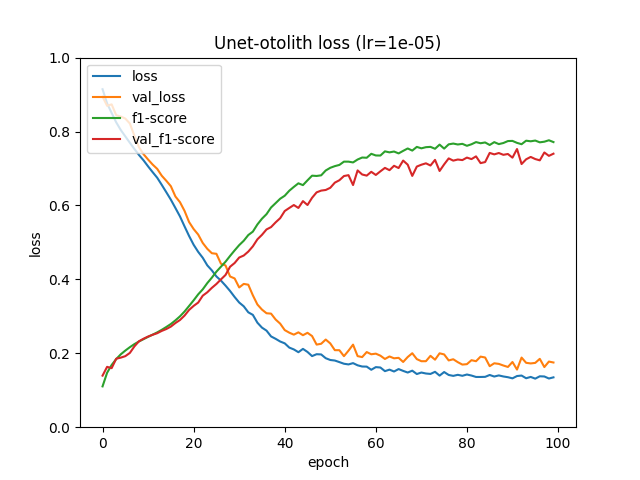 Unet-otolith loss (lr=1e-05)
loss
val_loss
f1-score
val_f1-score
1.0
0.8
0.6
0.4
0.2
0.0
loss
0 20 40 60 80 100
epoch